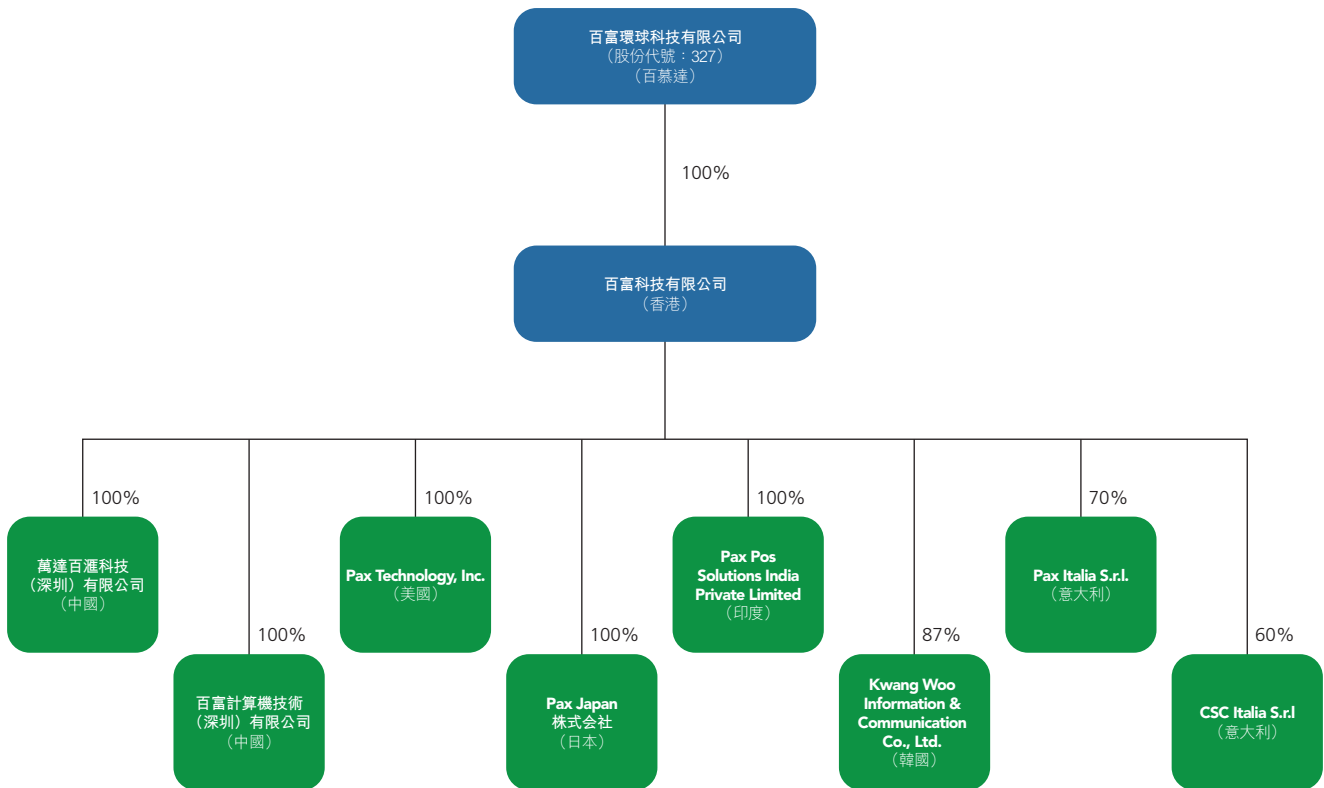 百富環球科技有限公司
（股份代號：327）
（百慕達）
100%
百富科技有限公司
（香港）
100%
萬達百滙科技
（深圳）有限公司
（中國）
100%
百富計算機技術
（深圳）有限公司
（中國）
100%
Pax Technology, Inc.
（美國）
100%
Pax Japan
株式会社
（日本）
100%
Pax Pos
Solutions India
Private Limited
（印度）
87%
Kwang Woo
Information &
Communication
Co., Ltd.
（韓國）
70%
Pax Italia S.r.l.
（意大利）
60%
CSC Italia S.r.l
（意大利）